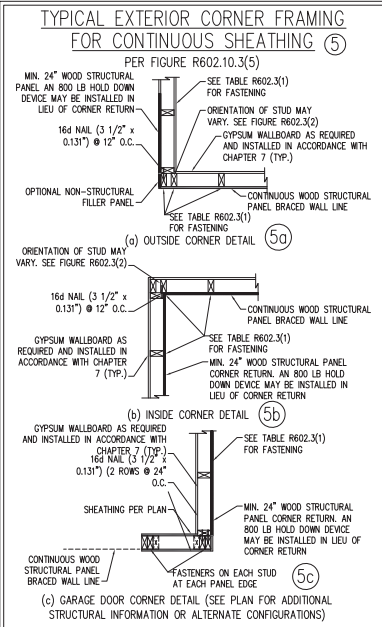 TYPICAL EXTERIOR CORNER FRAMING
FOR CONTINUOUS SHEATHING 5
PER FIGURE R602.10.3(5)
MIN. 24" WOOD STRUCTURAL
PANEL AN 800 LB HOLD DOWN
DEVICE MAY BE INSTALLED IN
LIEU OF CORNER RETURN
16d NAIL (3 1/2" x
0.131") @ 12" O.C.
OPTIONAL NON-STRUCTURAL
FILLER PANEL
SEE TABLE R602.3(1)
FOR FASTENING
ORIENTATION OF STUD MAY
VARY. SEE FIGURE R602.3(2)
GYPSUM WALLBOARD AS REQUIRED
AND INSTALLED IN ACCORDANCE WITH
CHAPTER 7 (TYP.)
CONTINUOUS WOOD STRUCTURAL
PANEL BRACED WALL LINE
SEE TABLE R602.3(1)
FOR FASTENING
(a) OUTSIDE CORNER DETAIL 5a
ORIENTATION OF STUD MAY
VARY. SEE FIGURE R602.3(2)
16d NAIL (3 1/2" x
0.131") @ 12" O.C.
GYPSUM WALLBOARD AS
REQUIRED AND INSTALLED IN
ACCORDANCE WITH CHAPTER
7 (TYP.)
CONTINUOUS WOOD STRUCTURAL
PANEL BRACED WALL LINE
SEE TABLE R602.3(1)
FOR FASTENING
MIN. 24" WOOD STRUCTURAL PANEL
CORNER RETURN. AN 800 LB HOLD
DOWN DEVICE MAY BE INSTALLED IN
LIEU OF CORNER RETURN
(b) INSIDE CORNER DETAIL 5b
GYPSUM WALLBOARD AS REQUIRED
AND INSTALLED IN ACCORDANCE WITH
CHAPTER 7 (TYP.)
16d NAIL (3 1/2" x
0.131") (2 ROWS @ 24"
O.C.
SHEATHING PER PLAN
CONTINUOUS WOOD
STRUCTURAL PANEL
BRACED WALL LINE
SEE TABLE R602.3(1)
FOR FASTENING
MIN. 24" WOOD STRUCTURAL
PANEL CORNER RETURN. AN
800 LB HOLD DOWN DEVICE
MAY BE INSTALLED IN LIEU OF
CORNER RETURN
FASTENERS ON EACH STUD
AT EACH PANEL EDGE
5c
(c) GARAGE DOOR CORNER DETAIL (SEE PLAN FOR ADDITIONAL
STRUCTURAL INFORMATION OR ALTERNATE CONFIGURATIONS)